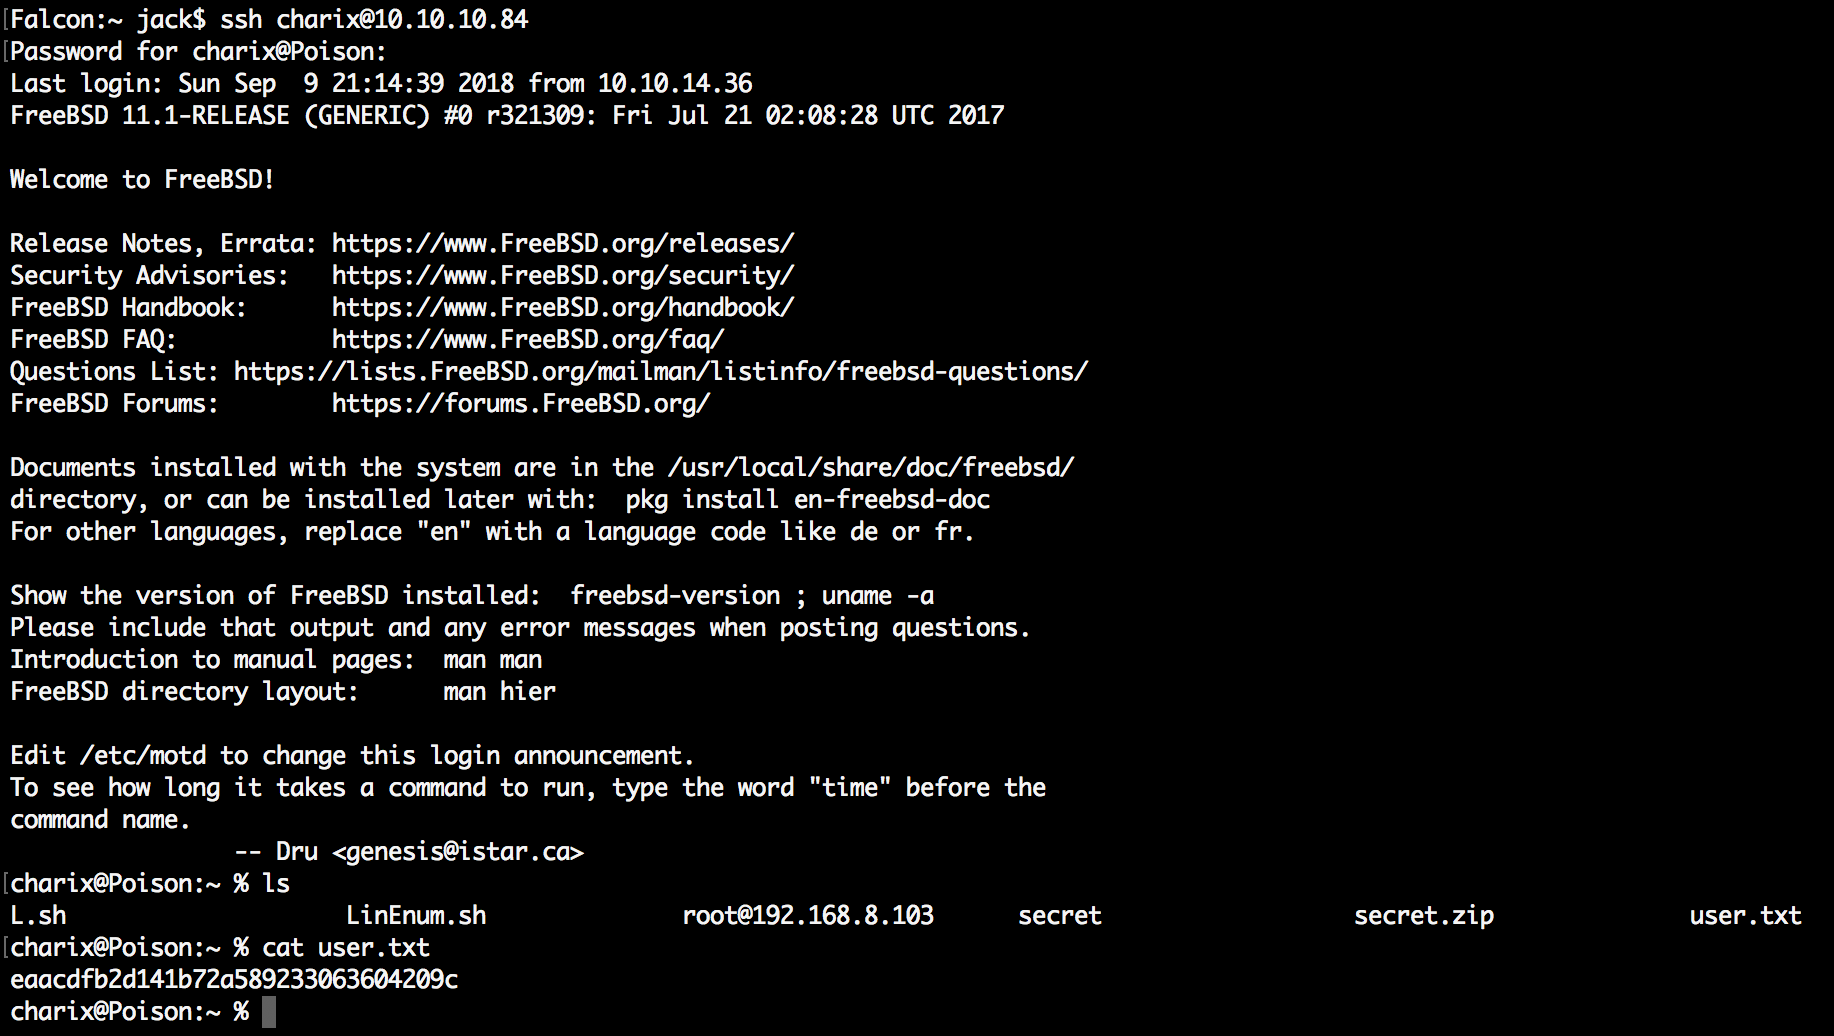 Falcon:~ jack$ ssh charix@10.10.10.84
Password for charix@Poison:
Last login: Sun Sep  9 21:14:39 2018 from 10.10.14.36
FreeBSD 11.1-RELEASE (GENERIC) #0 r321309: Fri Jul 21 02:08:28 UTC 2017
Welcome to FreeBSD!
Release Notes, Errata: https://www.FreeBSD.org/releases/
Security Advisories:   https://www.FreeBSD.org/security/
FreeBSD Handbook:      https://www.FreeBSD.org/handbook/
FreeBSD FAQ:           https://www.FreeBSD.org/faq/
Questions List: https://lists.FreeBSD.org/mailman/listinfo/freebsd-questions/
FreeBSD Forums:        https://forums.FreeBSD.org/
Documents installed with the system are in the /usr/local/share/doc/freebsd/
directory, or can be installed later with:  pkg install en-freebsd-doc
For other languages, replace "en" with a language code like de or fr.
Show the version of FreeBSD installed:  freebsd-version ; uname -a
Please include that output and any error messages when posting questions.
Introduction to manual pages:  man man
FreeBSD directory layout:      man hier
Edit /etc/motd to change this login announcement.
To see how long it takes a command to run, type the word "time" before the
command name.
                -- Dru <genesis@istar.ca>
charix@Poison:~ % ls
L.sh                    LinEnum.sh              root@192.168.8.103      secret                  secret.zip              user.txt
charix@Poison:~ % cat user.txt
eaacdfb2d141b72a589233063604209c
charix@Poison:~ %